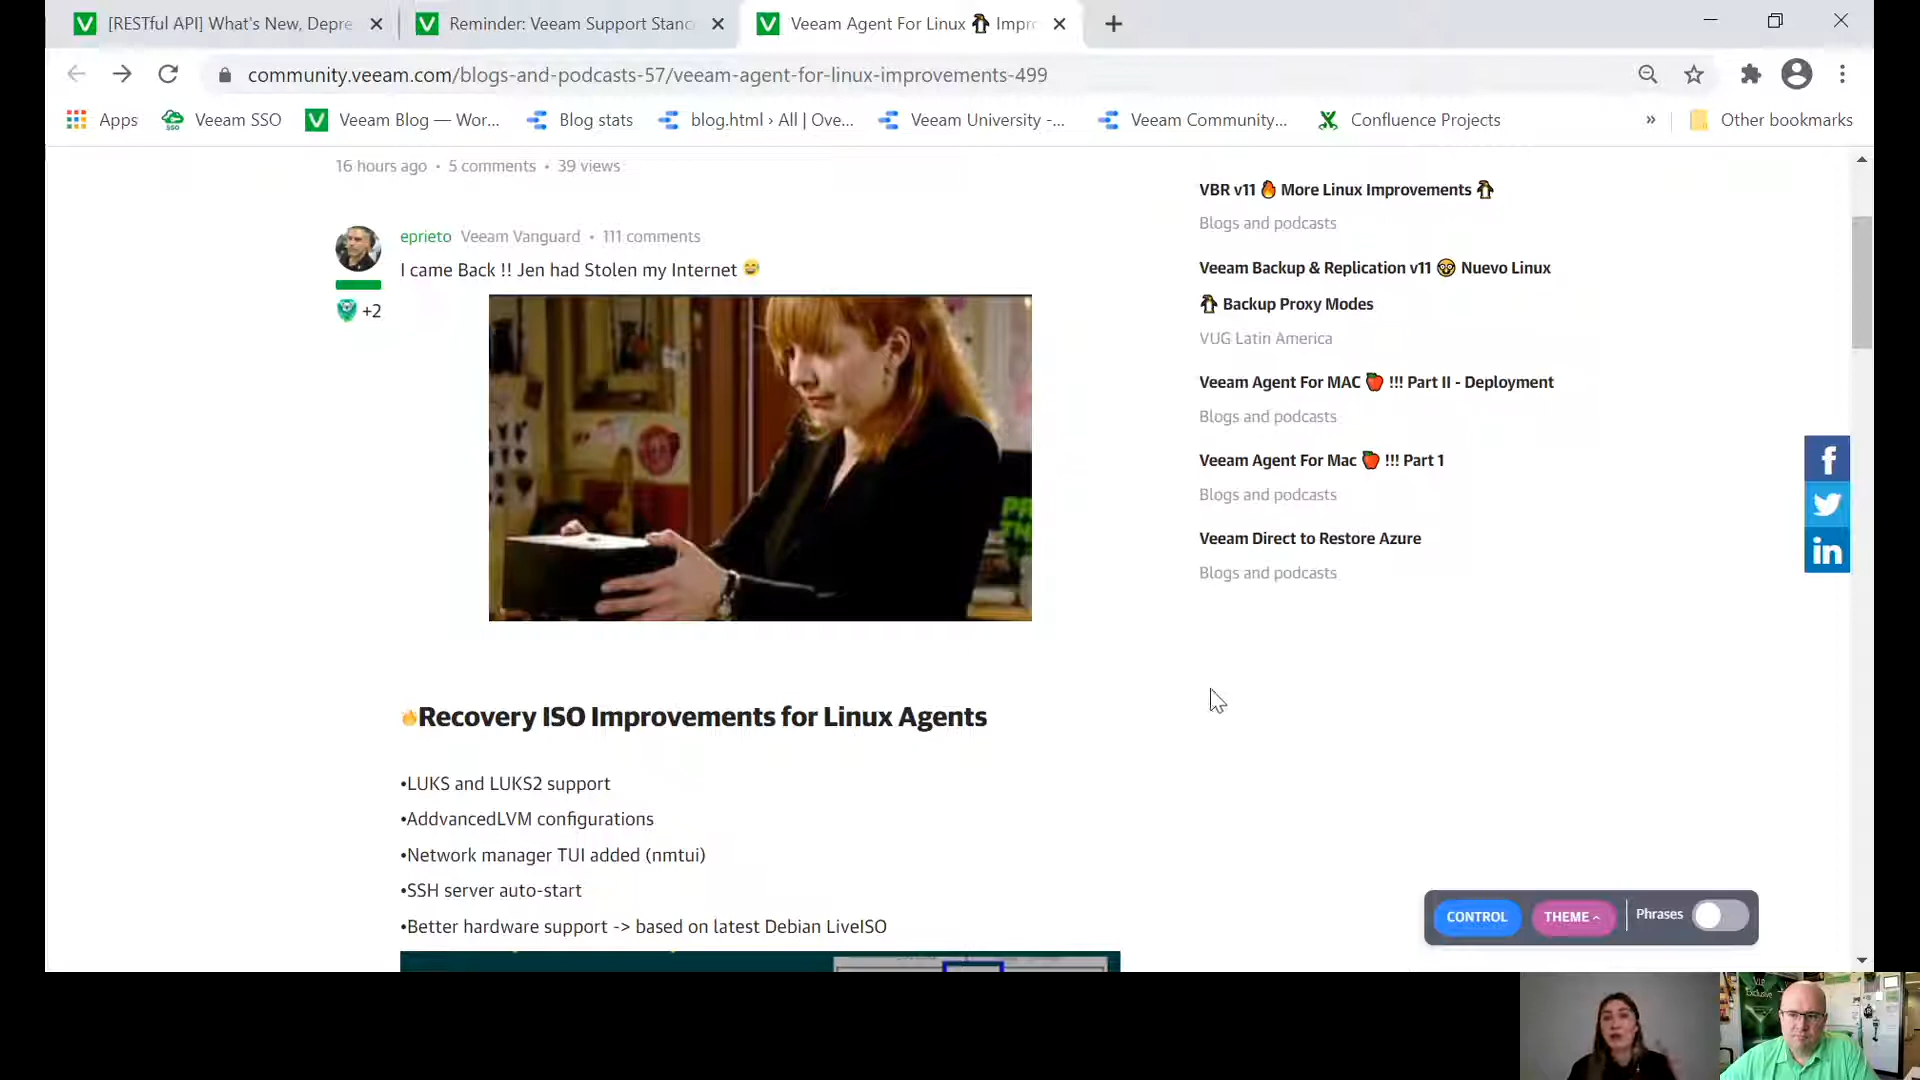 [RESTful API] What's New, Depre
Reminder: Veeam Support Stanc
Veeam Agent For Linux 🐧 Impro
community.veeam.com/blogs-and-podcasts-57/veeam-agent-for-linux-improvements-499
Apps
Veeam SSO
Veeam Blog — Wor...
Blog stats
blog.html › All | Ove...
Veeam University -...
Veeam Community...
Confluence Projects
»
Other bookmarks
16 hours ago • 5 comments • 39 views
eprieto Veeam Vanguard • 111 comments
I came Back !! Jen had Stolen my Internet 😅
+2
🔥Recovery ISO Improvements for Linux Agents
•LUKS and LUKS2 support
•AddvancedLVM configurations
•Network manager TUI added (nmtui)
•SSH server auto-start
•Better hardware support -> based on latest Debian LiveISO
VBR v11 🔥 More Linux Improvements 🐧
Blogs and podcasts
Veeam Backup & Replication v11 🤓 Nuevo Linux
🐧 Backup Proxy Modes
VUG Latin America
Veeam Agent For MAC 🍎 !!! Part II - Deployment
Blogs and podcasts
Veeam Agent For Mac 🍎 !!! Part 1
Blogs and podcasts
Veeam Direct to Restore Azure
Blogs and podcasts
CONTROL
THEME
Phrases